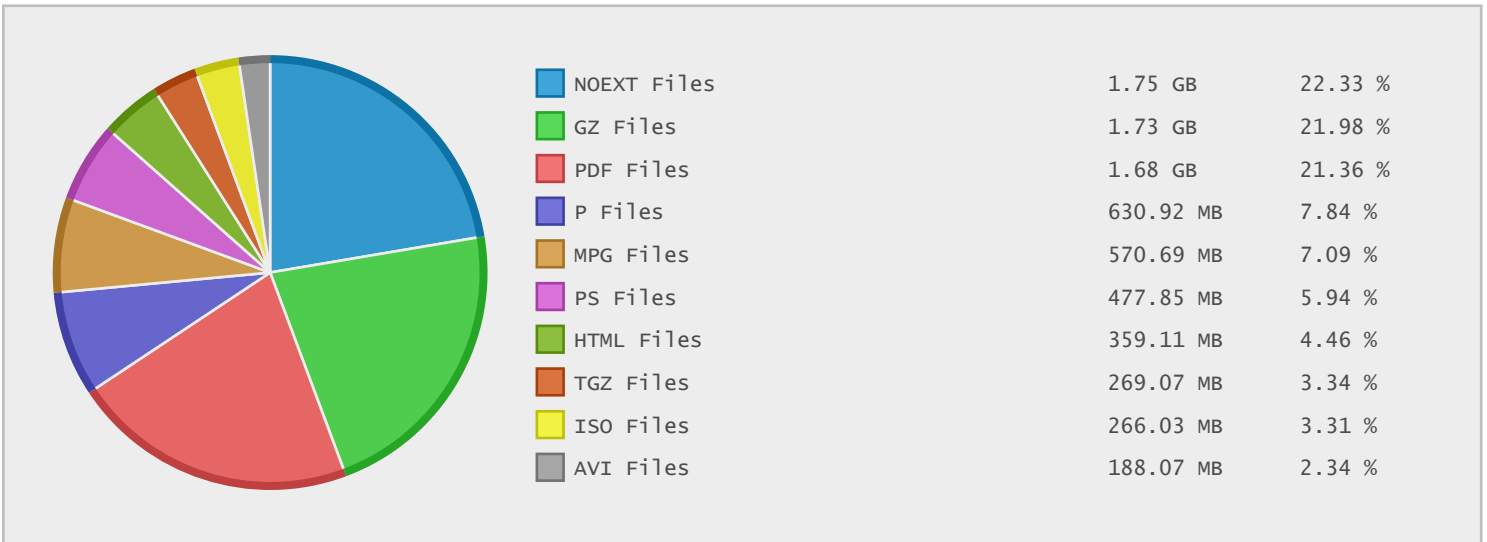 NOEXT Files 1.75 GB 22.33 %
GZ Files 1.73 GB 21.98 %
PDF Files 1.68 GB 21.36 %
P Files 630.92 MB 7.84 %
MPG Files 570.69 MB 7.09 %
PS Files 477.85 MB 5.94 %
HTML Files 359.11 MB 4.46 %
TGZ Files 269.07 MB 3.34 %
ISO Files 266.03 MB 3.31 %
AVI Files 188.07 MB 2.34 %